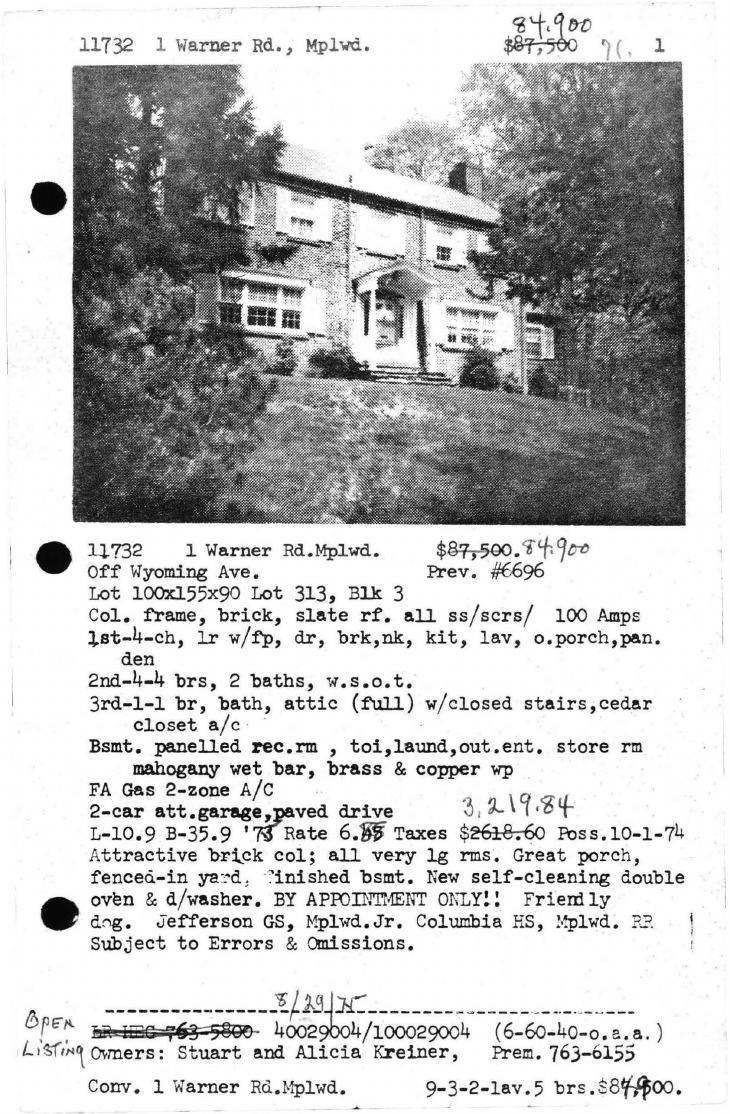 84,900
11732 1 Warner Rd., Mplwd. $87,500 1
11732 1 Warner Rd.Mplwd. $87,500. 84,900
Off Wyoming Ave. Prev. #6696
Lot 100x155x90 Lot 313, Blk 3
Col. frame, brick, slate rf. all ss/scrs/ 100 Amps
1st-4-ch, lr w/fp, dr, brk,nk, kit, lav, o.porch,pan.
den
2nd-4-4 brs, 2 baths, w.s.o.t.
3rd-1-1 br, bath, attic (full) w/closed stairs,cedar
closet a/c
Bsmt. panelled rec.rm , toi,laund,out.ent. store rm
mahogany wet bar, brass & copper wp
FA Gas 2-zone A/C
2-car att.garage,paved drive 3,219.84
L-10.9 B-35.9 '73 Rate 6. Taxes $2618.60 Poss.10-1-74
Attractive brick col; all very lg rms. Great porch,
fenced-in yard, finished bsmt. New self-cleaning double
oven & d/washer. BY APPOINTMENT ONLY!! Friendly
dog. Jefferson GS, Mplwd.Jr. Columbia HS, Mplwd. RR
Subject to Errors & Omissions.
8/29/75
OPEN LISTING
763-5800 40029004/100029004 (6-60-40-o.a.a.)
Owners: Stuart and Alicia Kreiner, Prem. 763-6155
Conv. 1 Warner Rd.Mplwd. 9-3-2-lav.5 brs.$84,900.